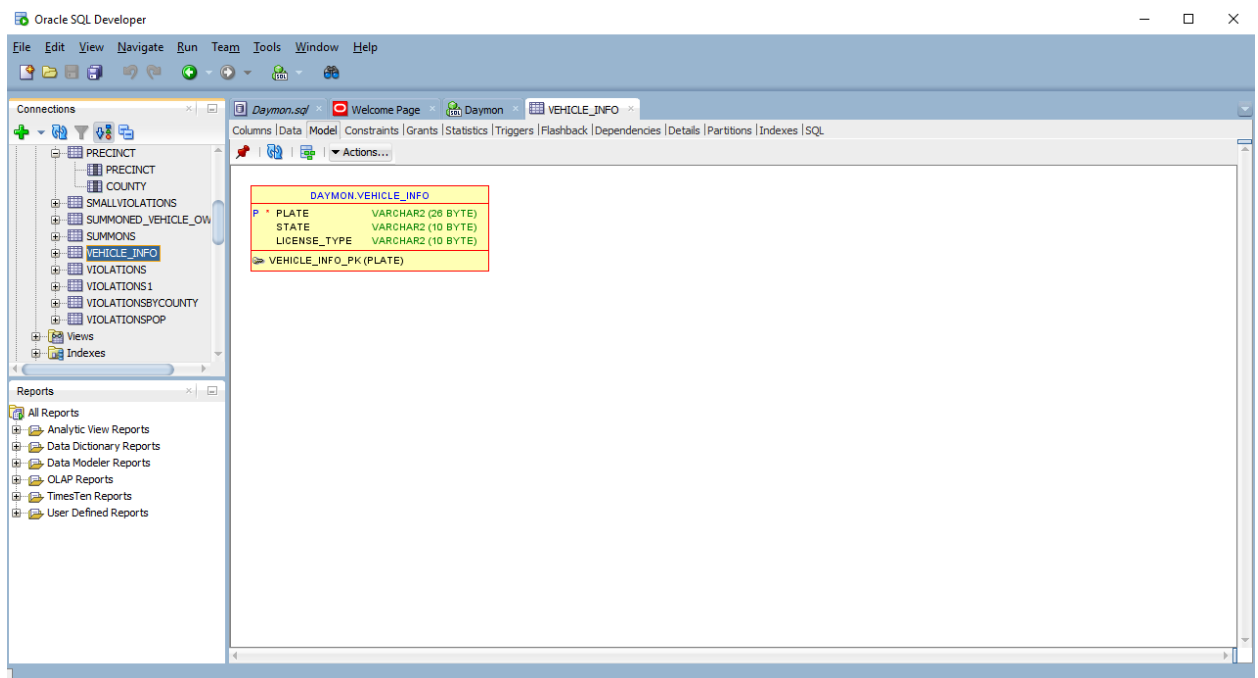 Oracle SQL Developer
File Edit View Navigate Run Team Tools Window Help
Connections
PRECINCT
PRECINCT
COUNTY
SMALLVIOLATIONS
SUMMONED_VEHICLE_OW
SUMMONS
VEHICLE_INFO
VIOLATIONS
VIOLATIONS1
VIOLATIONSBYCOUNTY
VIOLATIONSPOP
Views
Indexes
Reports
All Reports
Analytic View Reports
Data Dictionary Reports
Data Modeler Reports
OLAP Reports
TimesTen Reports
User Defined Reports
Daymon.sql Welcome Page Daymon VEHICLE_INFO
Columns |Data |Model| Constraints |Grants |Statistics |Triggers |Flashback |Dependencies |Details |Partitions |Indexes |SQL
Actions...
DAYMON.VEHICLE_INFO
P * PLATE VARCHAR2 (26 BYTE)
STATE VARCHAR2 (10 BYTE)
LICENSE_TYPE VARCHAR2 (10 BYTE)
VEHICLE_INFO_PK (PLATE)